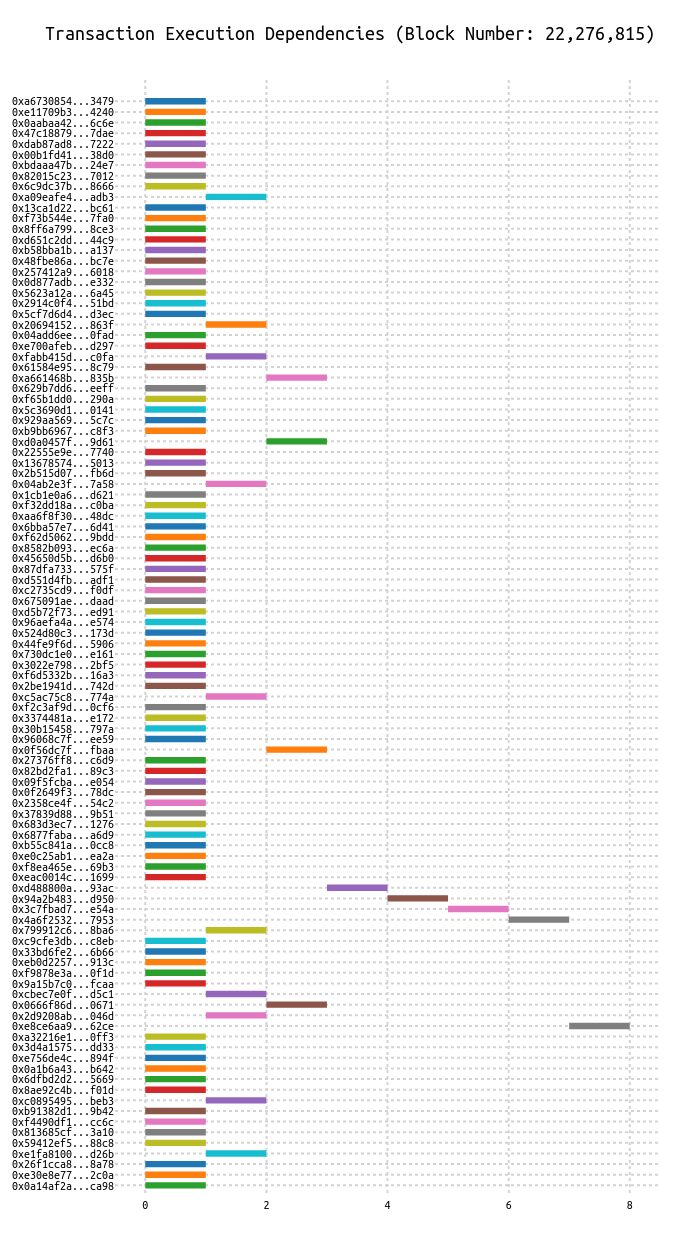 Transaction Execution Dependencies (Block Number: 22,276,815)
0xa6730854...3479
0xe11709b3...4240
0x0aabaa42...6c6e
0x47c18879...7dae
0xdab87ad8...7222
0x00b1fd41...38d0
0xbdaaa47b...24e7
0x82015c23...7012
0x6c9dc37b...8666
0xa09eafe4...adb3
0x13ca1d22...bc61
0xf73b544e...7fa0
0x8ff6a799...8ce3
0xd651c2dd...44c9
0xb58bba1b...a137
0x48fbe86a...bc7e
0x257412a9...6018
0x0d877adb...e332
0x5623a12a...6a45
0x2914c0f4...51bd
0x5cf7d6d4...d3ec
0x20694152...863f
0x04add6ee...0fad
0xe700afeb...d297
0xfabb415d...c0fa
0x61584e95...8c79
0xa661468b...835b
0x629b7dd6...eeff
0xf65b1dd0...290a
0x5c3690d1...0141
0x929aa569...5c7c
0xb9bb6967...c8f3
0xd0a0457f...9d61
0x22555e9e...7740
0x13678574...5013
0x2b515d07...fb6d
0x04ab2e3f...7a58
0x1cb1e0a6...d621
0xf32dd18a...c0ba
0xaa6f8f30...48dc
0x6bba57e7...6d41
0xf62d5062...9bdd
0x8582b093...ec6a
0x45650d5b...d6b0
0x87dfa733...575f
0xd551d4fb...adf1
0xc2735cd9...f0df
0x675091ae...daad
0xd5b72f73...ed91
0x96aefa4a...e574
0x524d80c3...173d
0x44fe9f6d...5906
0x730dc1e0...e161
0x3022e798...2bf5
0xf6d5332b...16a3
0x2be1941d...742d
0xc5ac75c8...774a
0xf2c3af9d...0cf6
0x3374481a...e172
0x30b15458...797a
0x96068c7f...ee59
0x0f56dc7f...fbaa
0x27376ff8...c6d9
0x82bd2fa1...89c3
0x09f5fcba...e054
0x0f2649f3...78dc
0x2358ce4f...54c2
0x37839d88...9b51
0x683d3ec7...1276
0x6877faba...a6d9
0xb55c841a...0cc8
0xe0c25ab1...ea2a
0xf8ea465e...69b3
0xeac0014c...1699
0xd488800a...93ac
0x94a2b483...d950
0x3c7fbad7...e54a
0x4a6f2532...7953
0x799912c6...8ba6
0xc9cfe3db...c8eb
0x33bd6fe2...6b66
0xeb0d2257...913c
0xf9878e3a...0f1d
0x9a15b7c0...fcaa
0xcbec7e0f...d5c1
0x0666f86d...0671
0x2d9208ab...046d
0xe8ce6aa9...62ce
0xa32216e1...0ff3
0x3d4a1575...dd33
0xe756de4c...894f
0x0a1b6a43...b642
0x6dfbd2d2...5669
0x8ae92c4b...f01d
0xc0895495...beb3
0xb91382d1...9b42
0xf4490df1...cc6c
0x813685cf...3a10
0x59412ef5...88c8
0xe1fa8100...d26b
0x26f1cca8...8a78
0xe30e8e77...2c0a
0x0a14af2a...ca98
0 2 4 6 8